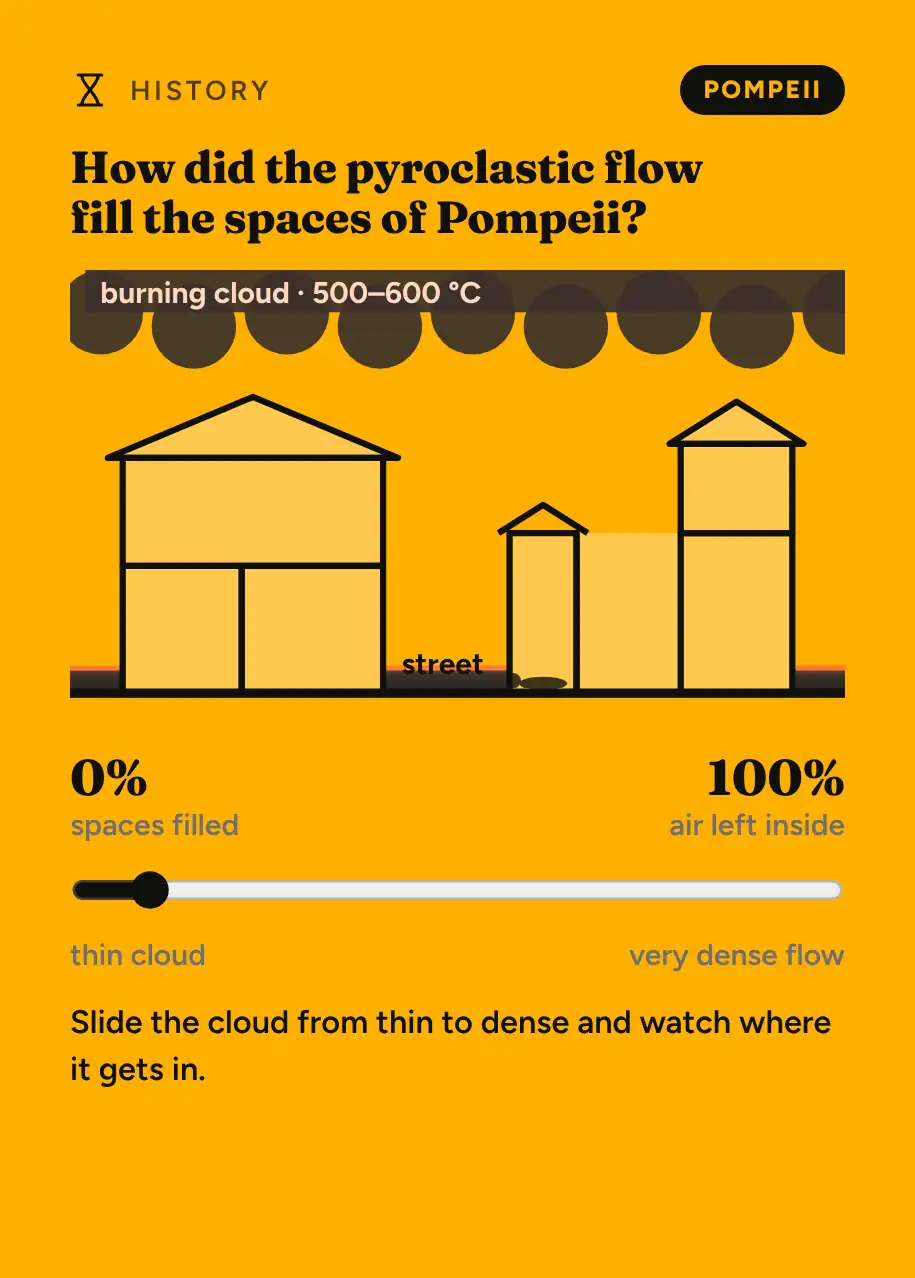 HISTORY
POMPEII
How did the pyroclastic flow
fill the spaces of Pompeii?
burning cloud · 500–600 °C
street
0%
100%
spaces filled
air left inside
thin cloud
very dense flow
Slide the cloud from thin to dense and watch where
it gets in.